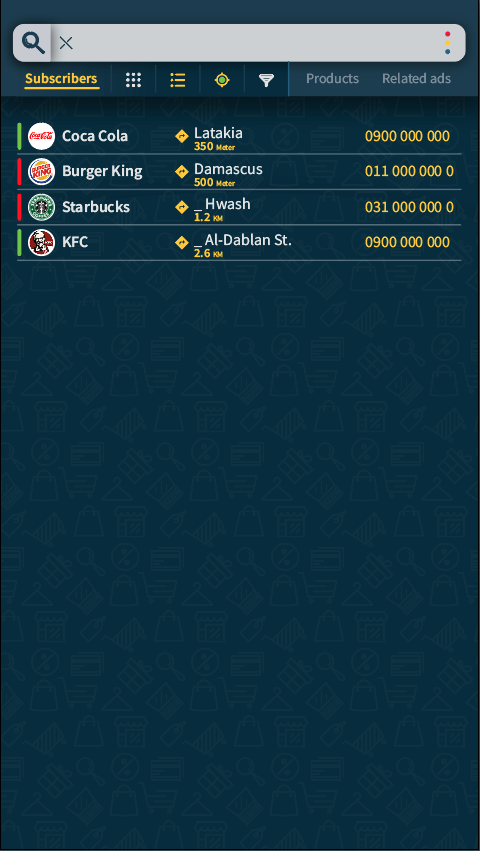 Subscribers Products Related ads
Coca Cola Latakia 0900 000 000
350 Meter
Burger King Damascus 011 000 000 0
500 Meter
Starbucks _ Hwash 031 000 000 0
1.2 KM
KFC _ Al-Dablan St. 0900 000 000
2.6 KM